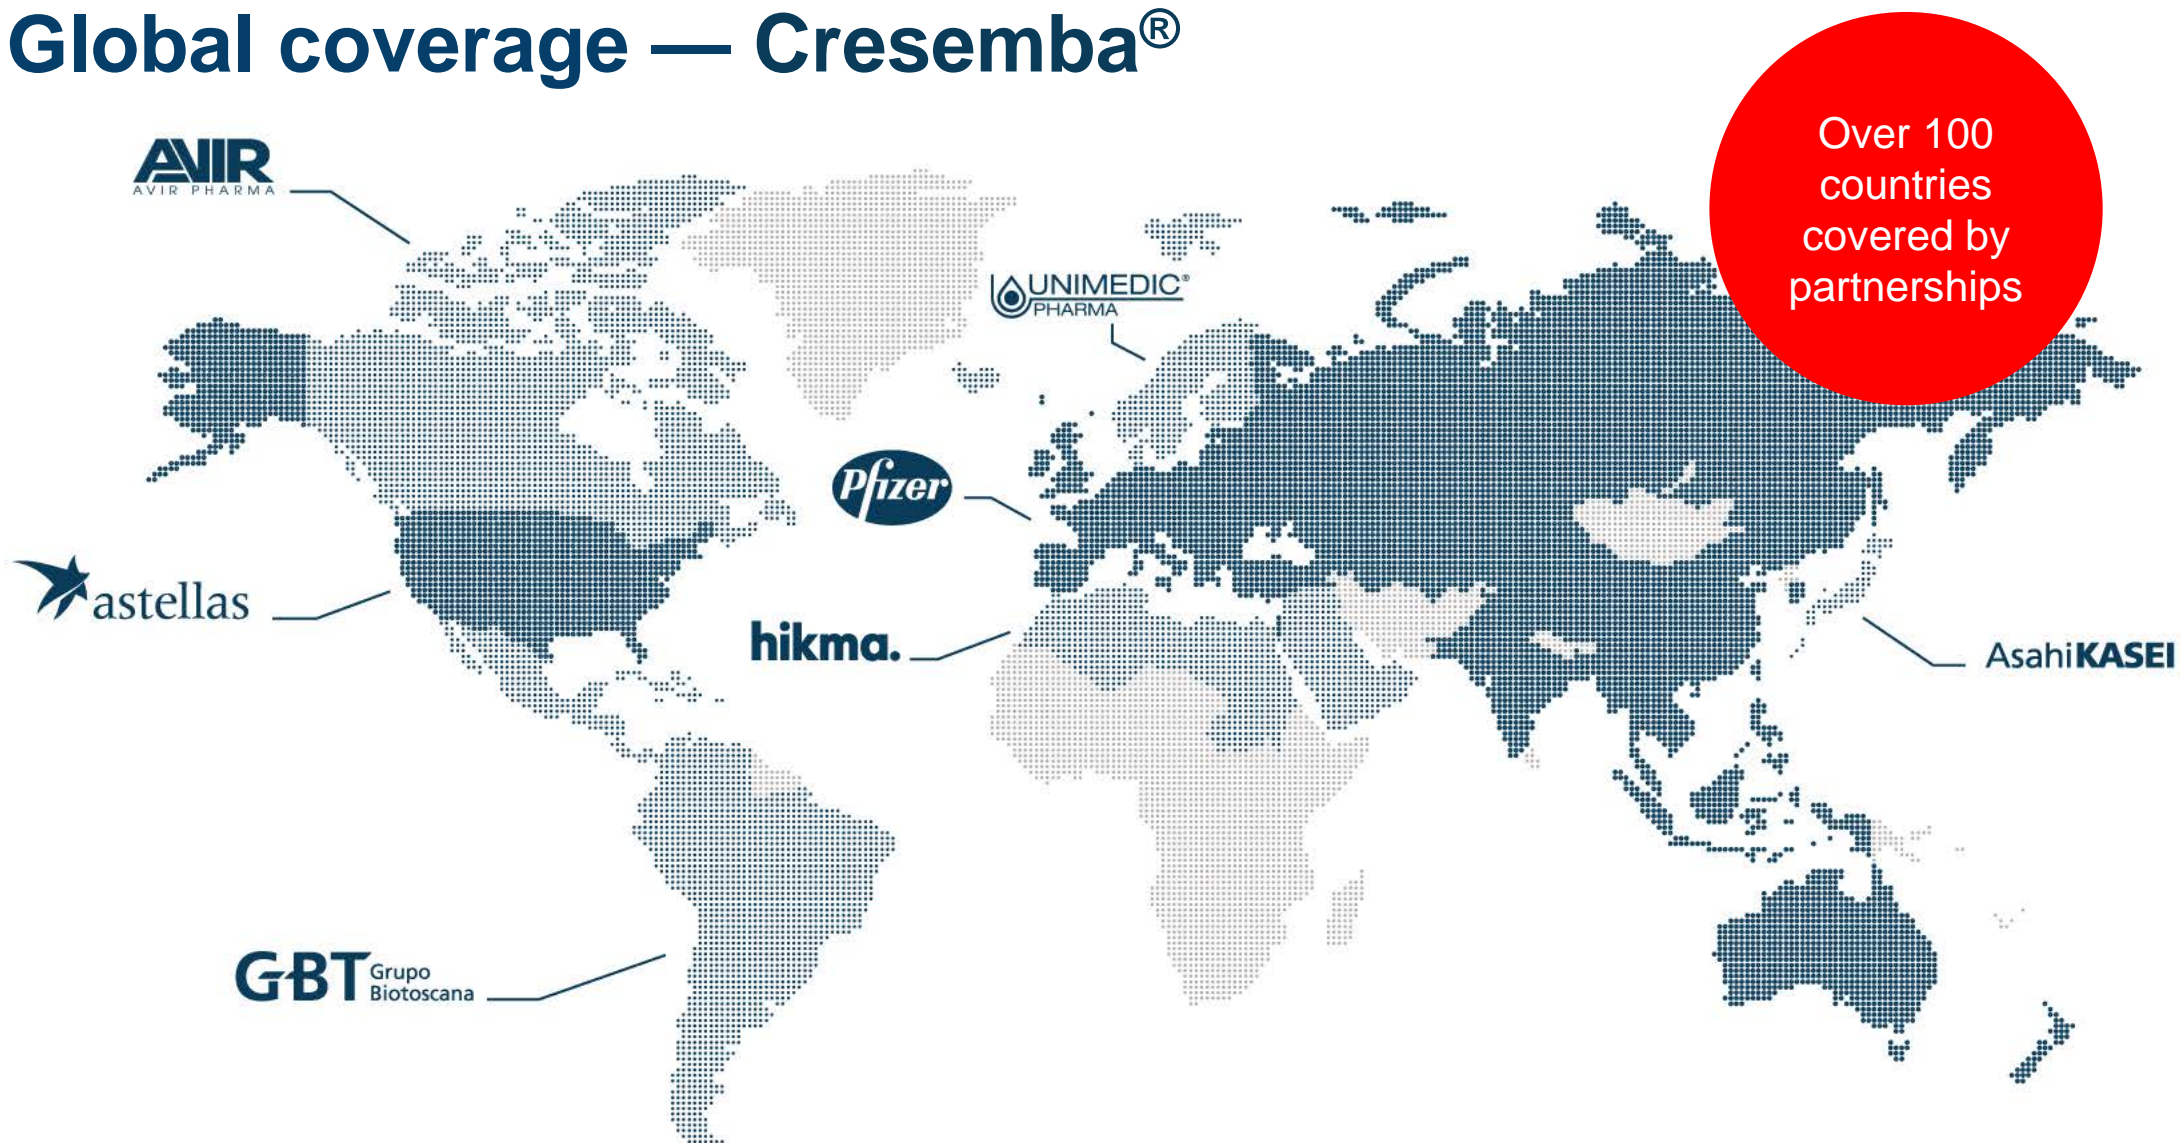 Global coverage — Cresemba®
Over 100
countries
covered by
partnerships
AVIR
AVIR PHARMA
UNIMEDIC®
PHARMA
Pfizer
astellas
hikma.
AsahiKASEI
GBT Grupo
Biotoscana